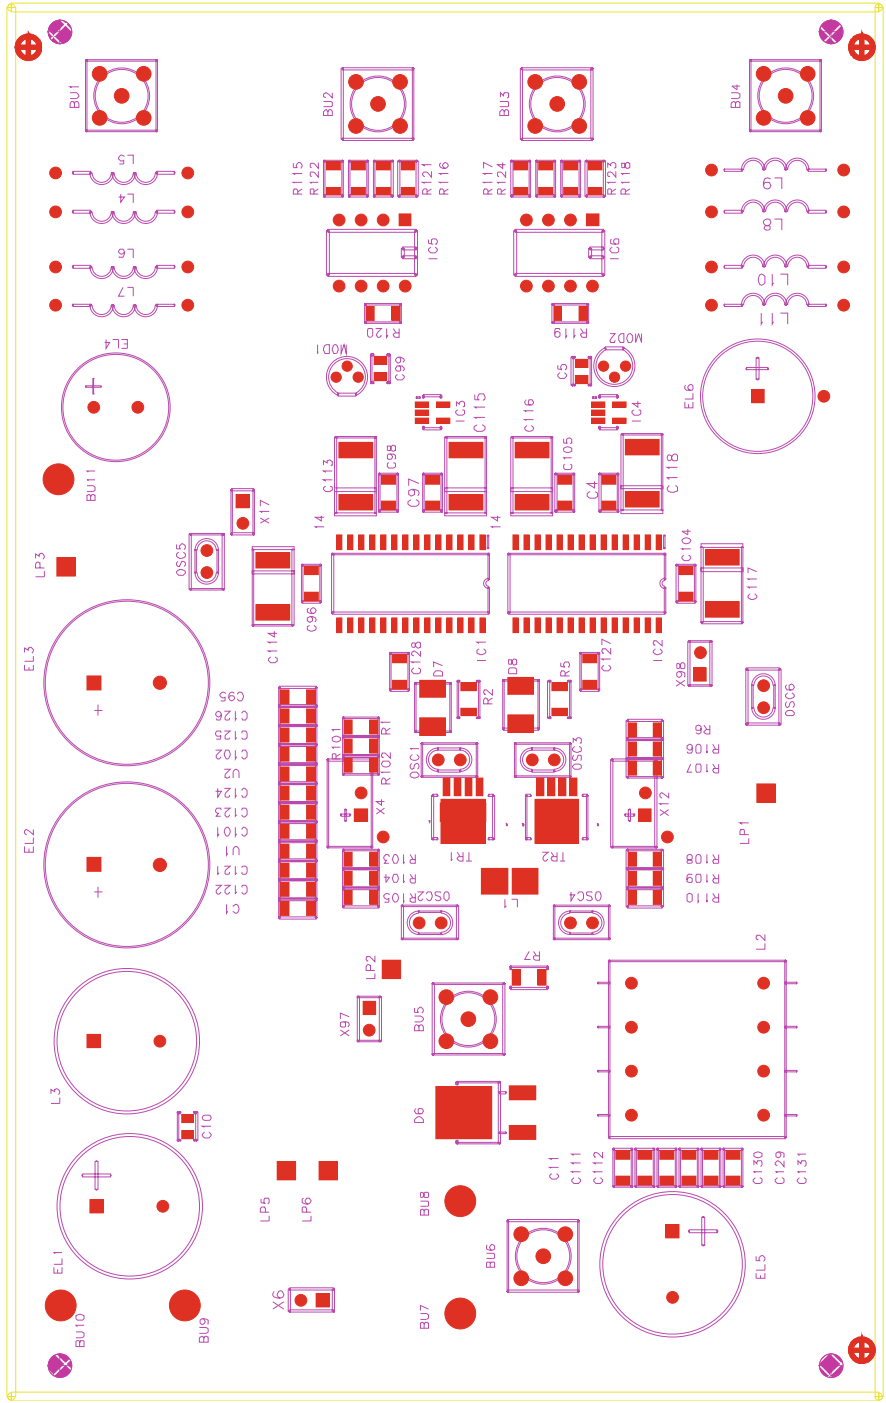 BU1
BU2
BU3
BU4
L5
L4
L6
L7
R115
R122
R121
R116
R117
R124
R123
R118
L9
L8
L10
L11
IC5
IC6
R120
R119
EL4
MOD1
C99
C5
MOD2
EL6
IC3
C115
C116
IC4
BU11
C113
C98
C97
C105
C4
C118
X17
14
14
OSC5
LP3
C104
C117
C96
C114
IC1
IC2
C128
D7
D8
R5
R2
C127
X98
OSC6
EL3
+
C95
C126
C125
C102
U2
C124
C123
C101
U1
C121
C122
C1
R101
R1
R102
OSC1
OSC3
R6
R106
R107
X4
X12
LP1
EL2
+
TR1
TR2
R103
R104
R105
R108
R109
R110
L1
OSC2
OSC4
L2
LP2
R7
X97
BU5
L3
C10
D6
C11
C111
C112
C130
C129
C131
LP5
LP6
BU8
EL1
BU6
EL5
X6
BU7
BU10
BU9